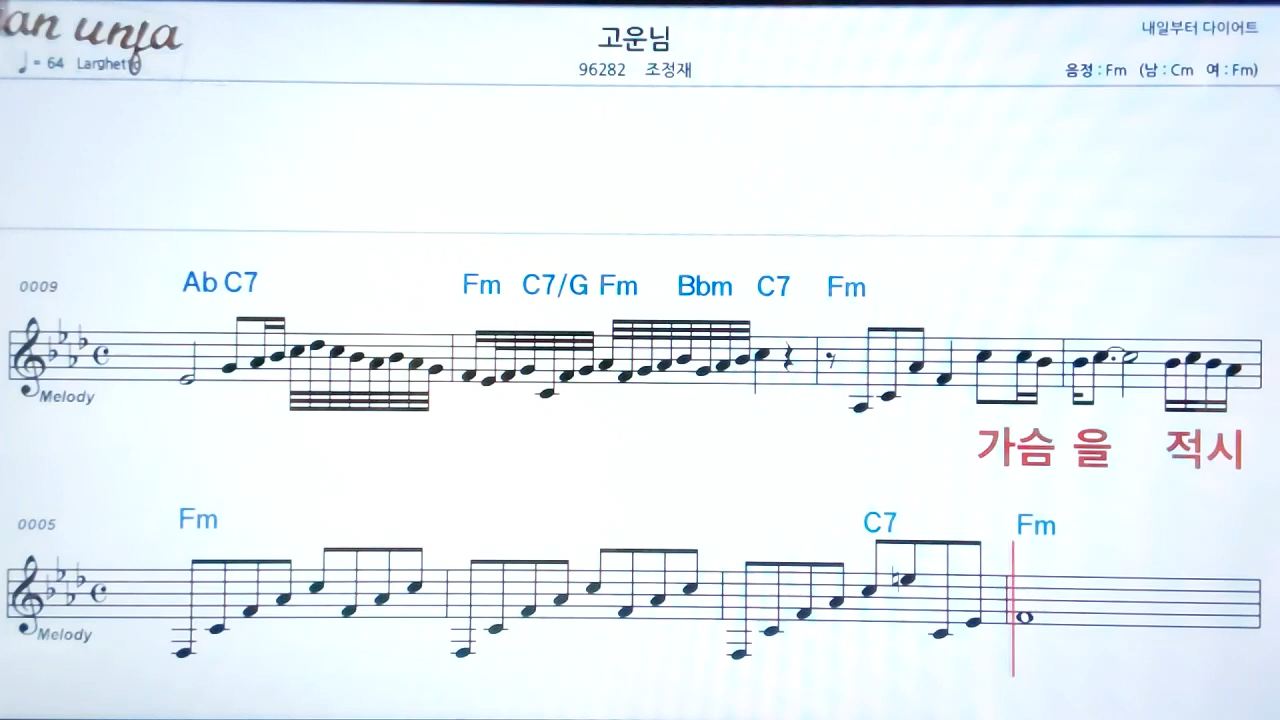 an unja
♩= 64 Larghetto
고운님
96282 조정재
내일부터 다이어트
음정 : Fm (남 : Cm 여 : Fm)
0009
Ab C7 Fm C7/G Fm Bbm C7 Fm
Melody
가슴 을 적시
0005
Fm C7 Fm
Melody